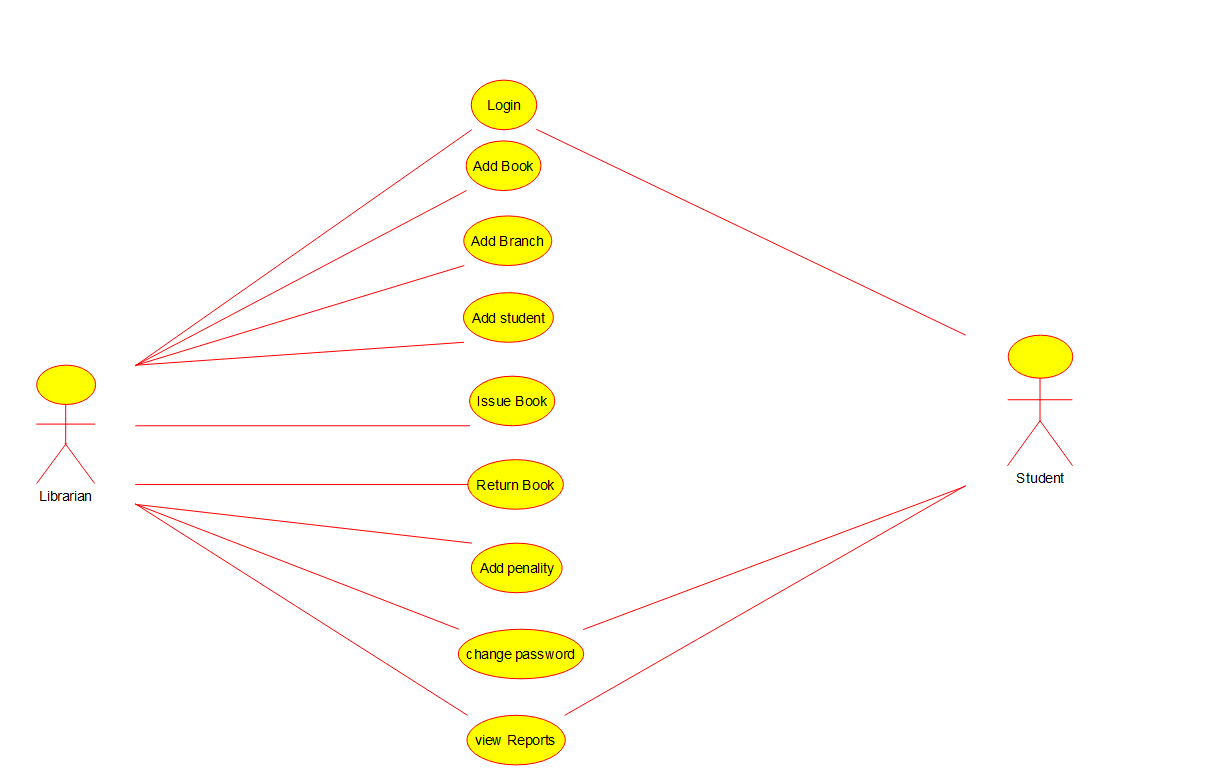 Login
Add Book
Add Branch
Add student
Issue Book
Return Book
Librarian
Student
Add penality
change password
view Reports